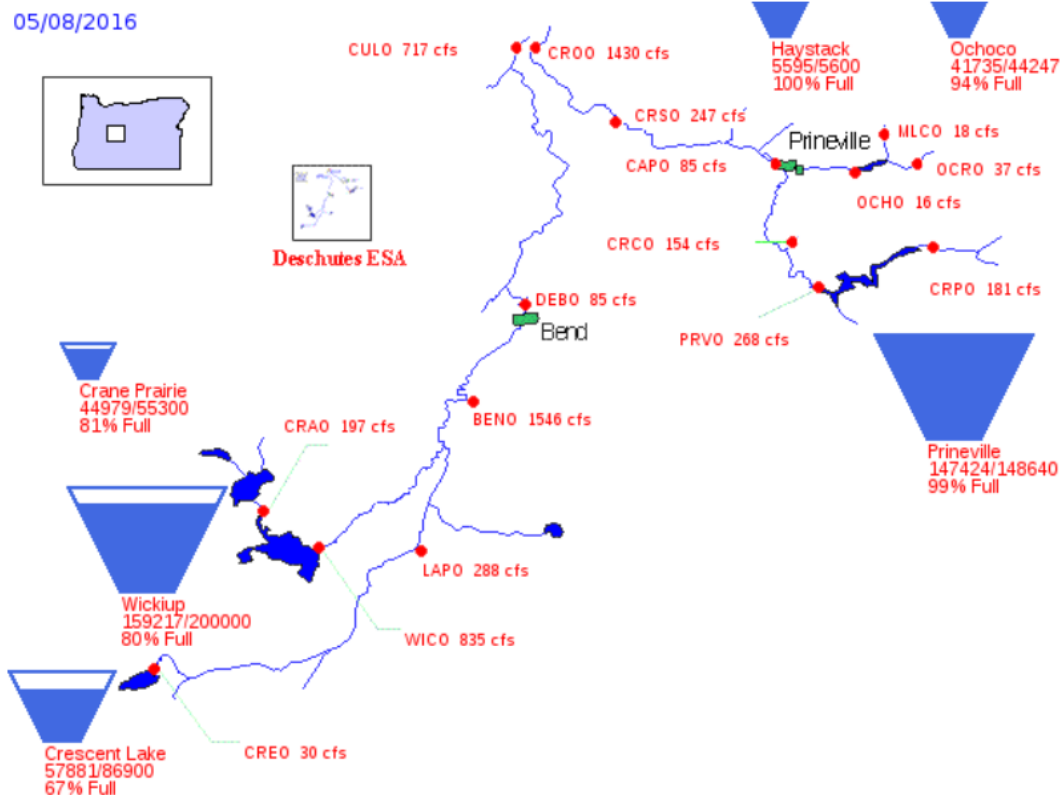 05/08/2016
CULO 717 cfs
CROO 1430 cfs
Haystack
5595/5600
100% Full
Ochoco
41735/44247
94% Full
CRSO 247 cfs
Prineville
MLCO 18 cfs
CAPO 85 cfs
OCRO 37 cfs
OCHO 16 cfs
Deschutes ESA
CRCO 154 cfs
CRPO 181 cfs
DEBO 85 cfs
Bend
PRVO 268 cfs
Crane Prairie
44979/55300
81% Full
CRAO 197 cfs
BENO 1546 cfs
Prineville
147424/148640
99% Full
LAPO 288 cfs
Wickiup
159217/200000
80% Full
WICO 835 cfs
Crescent Lake
57881/86900
67% Full
CREO 30 cfs